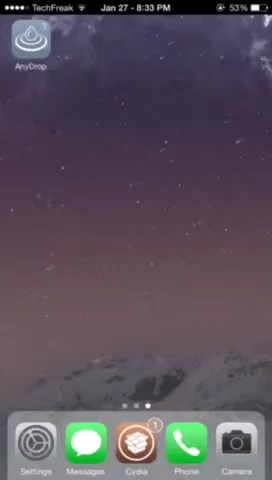 TechFreak Jan 27 - 8:33 PM 53%
AnyDrop
1
Settings Messages Cydia Phone Camera